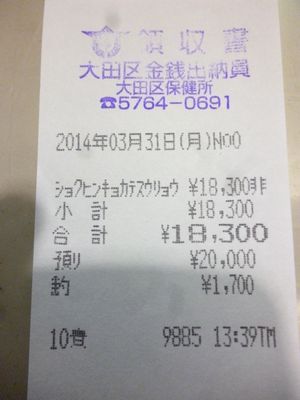 領収書
大田区金銭出納員
大田区保健所
☎5764-0691
2014年03月31日(月)No0
ショクヒンキョカテスウリョウ ¥18,300非
小計 ¥18,300
合計 ¥18,300
預り ¥20,000
釣 ¥1,700
10費 9885 13:39TM